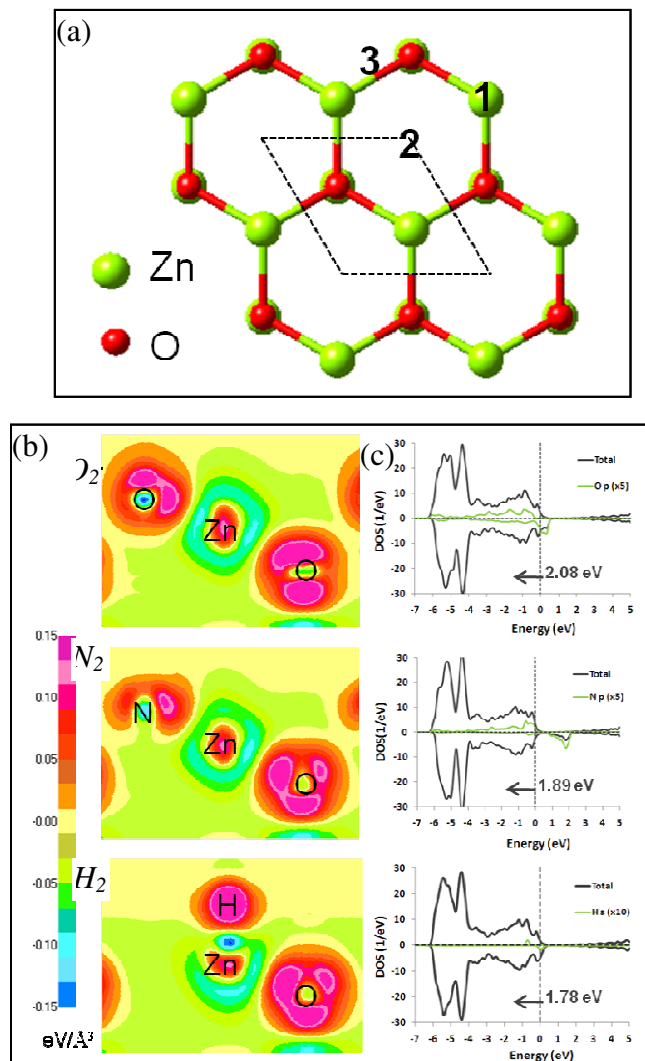 (a)
3
1
2
Zn
O
(b)
O₂
O
Zn
O
0.15
0.10
0.05
-0.00
-0.05
-0.10
-0.15
eV/Å³
N₂
N
Zn
O
H₂
H
Zn
O
(c)
DOS (1/eV)
30
20
10
0
-10
-20
-30
Total
O p (x5)
2.08 eV
-7 -6 -5 -4 -3 -2 -1 0 1 2 3 4 5
Energy (eV)
DOS(1/eV)
30
20
10
0
-10
-20
-30
Total
N p (x5)
1.89 eV
-7 -6 -5 -4 -3 -2 -1 0 1 2 3 4 5
Energy (eV)
DOS (1/eV)
30
20
10
0
-10
-20
-30
Total
H s (x10)
1.78 eV
-7 -6 -5 -4 -3 -2 -1 0 1 2 3 4 5
Energy (eV)